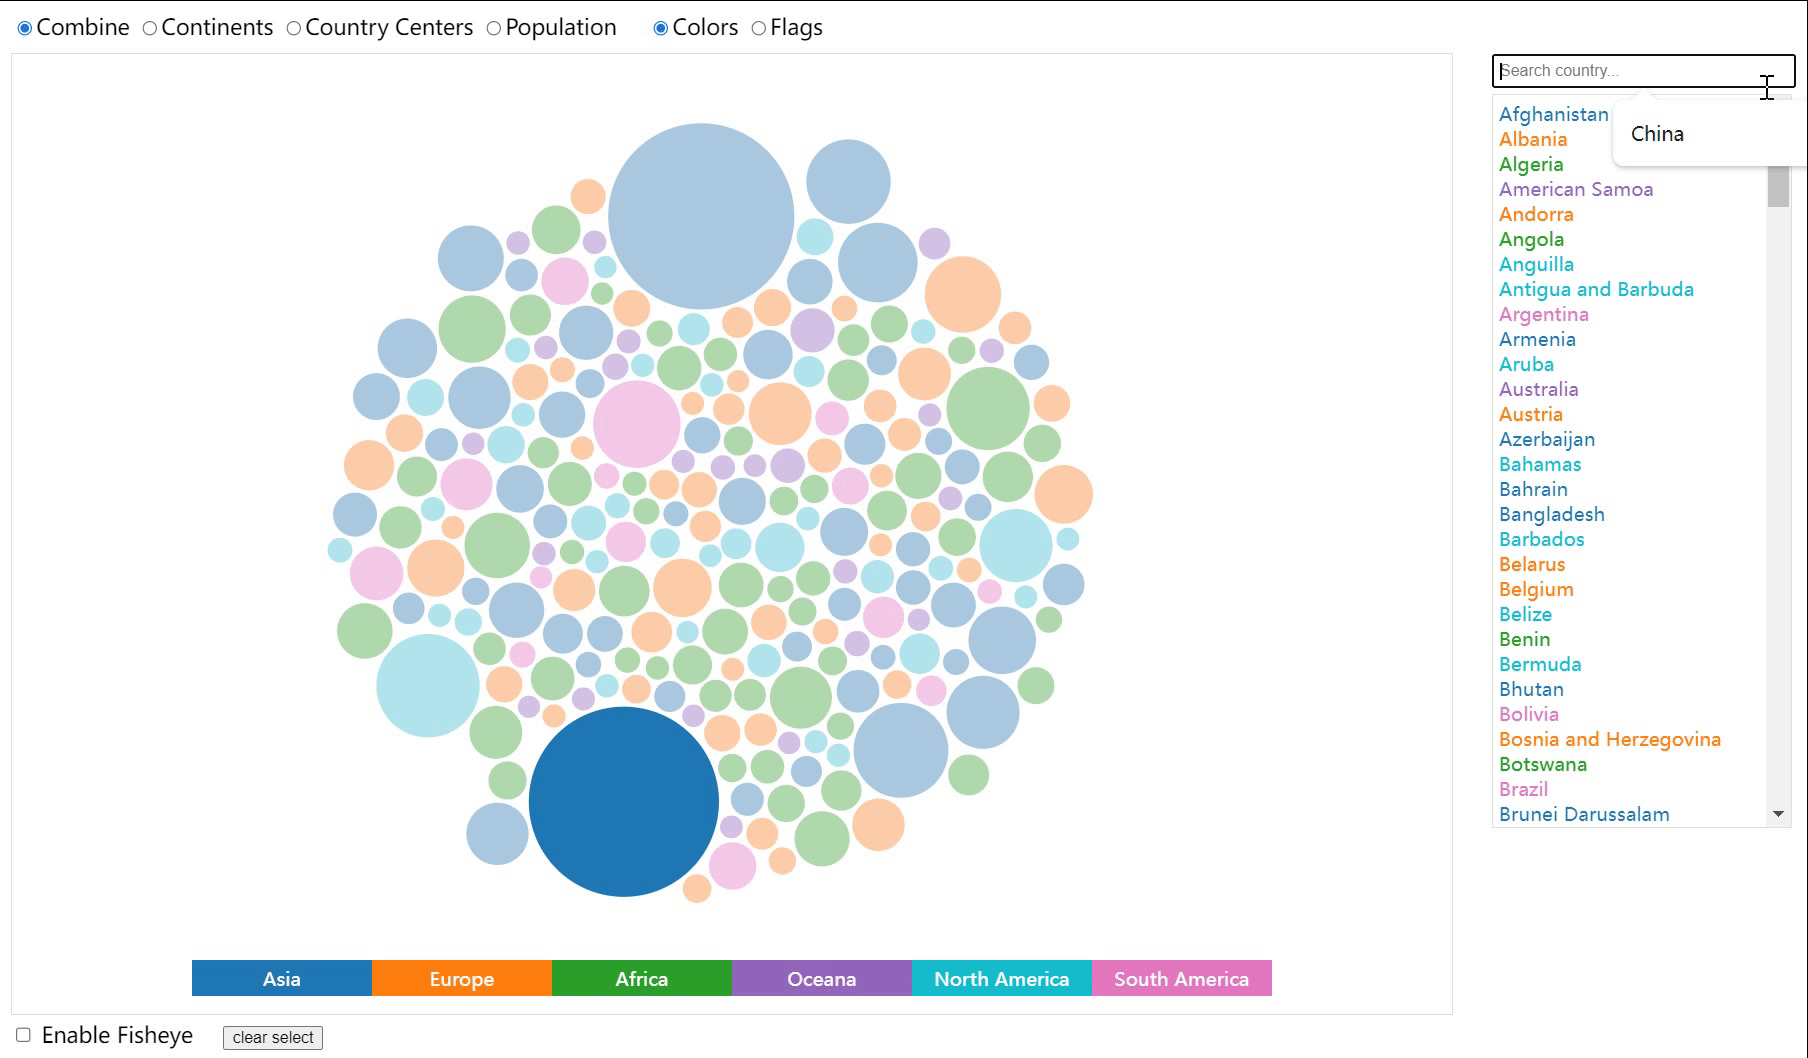 Combine Continents Country Centers Population Colors Flags
Search country...
China
Afghanistan
Albania
Algeria
American Samoa
Andorra
Angola
Anguilla
Antigua and Barbuda
Argentina
Armenia
Aruba
Australia
Austria
Azerbaijan
Bahamas
Bahrain
Bangladesh
Barbados
Belarus
Belgium
Belize
Benin
Bermuda
Bhutan
Bolivia
Bosnia and Herzegovina
Botswana
Brazil
Brunei Darussalam
Asia Europe Africa Oceana North America South America
Enable Fisheye clear select